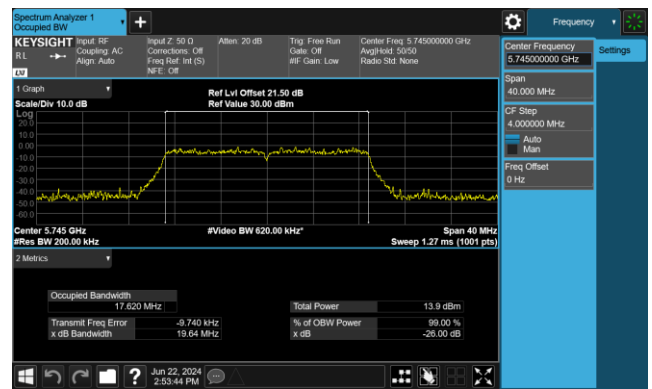 Spectrum Analyzer 1
Occupied BW
KEYSIGHT
R L
LXI
Input: RF
Coupling: AC
Align: Auto
Input Z: 50 Ω
Corrections: Off
Freq Ref: Int (S)
NFE: Off
Atten: 20 dB
Trig: Free Run
Gate: Off
#IF Gain: Low
Center Freq: 5.745000000 GHz
Avg|Hold: 50/50
Radio Std: None
1 Graph
Scale/Div 10.0 dB
Ref Lvl Offset 21.50 dB
Ref Value 30.00 dBm
Log
20.0
10.0
0.00
-10.0
-20.0
-30.0
-40.0
-50.0
-60.0
Center 5.745 GHz
#Res BW 200.00 kHz
#Video BW 620.00 kHz*
Span 40 MHz
Sweep 1.27 ms (1001 pts)
2 Metrics
Occupied Bandwidth
17.620 MHz
Total Power 13.9 dBm
Transmit Freq Error -9.740 kHz
% of OBW Power 99.00 %
x dB Bandwidth 19.64 MHz
x dB -26.00 dB
Jun 22, 2024
2:53:44 PM
Frequency
Settings
Center Frequency
5.745000000 GHz
Span
40.000 MHz
CF Step
4.000000 MHz
Auto
Man
Freq Offset
0 Hz